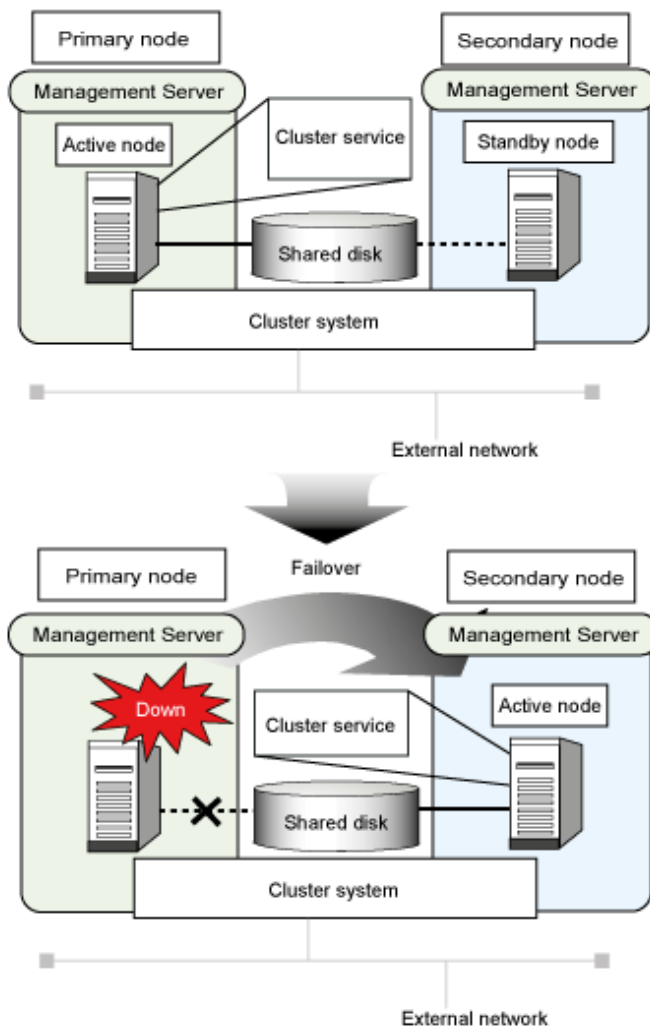 Primary node
Secondary node
Management Server
Management Server
Active node
Cluster service
Standby node
Shared disk
Cluster system
External network
Failover
Primary node
Secondary node
Management Server
Management Server
Down
Cluster service
Active node
Shared disk
Cluster system
External network